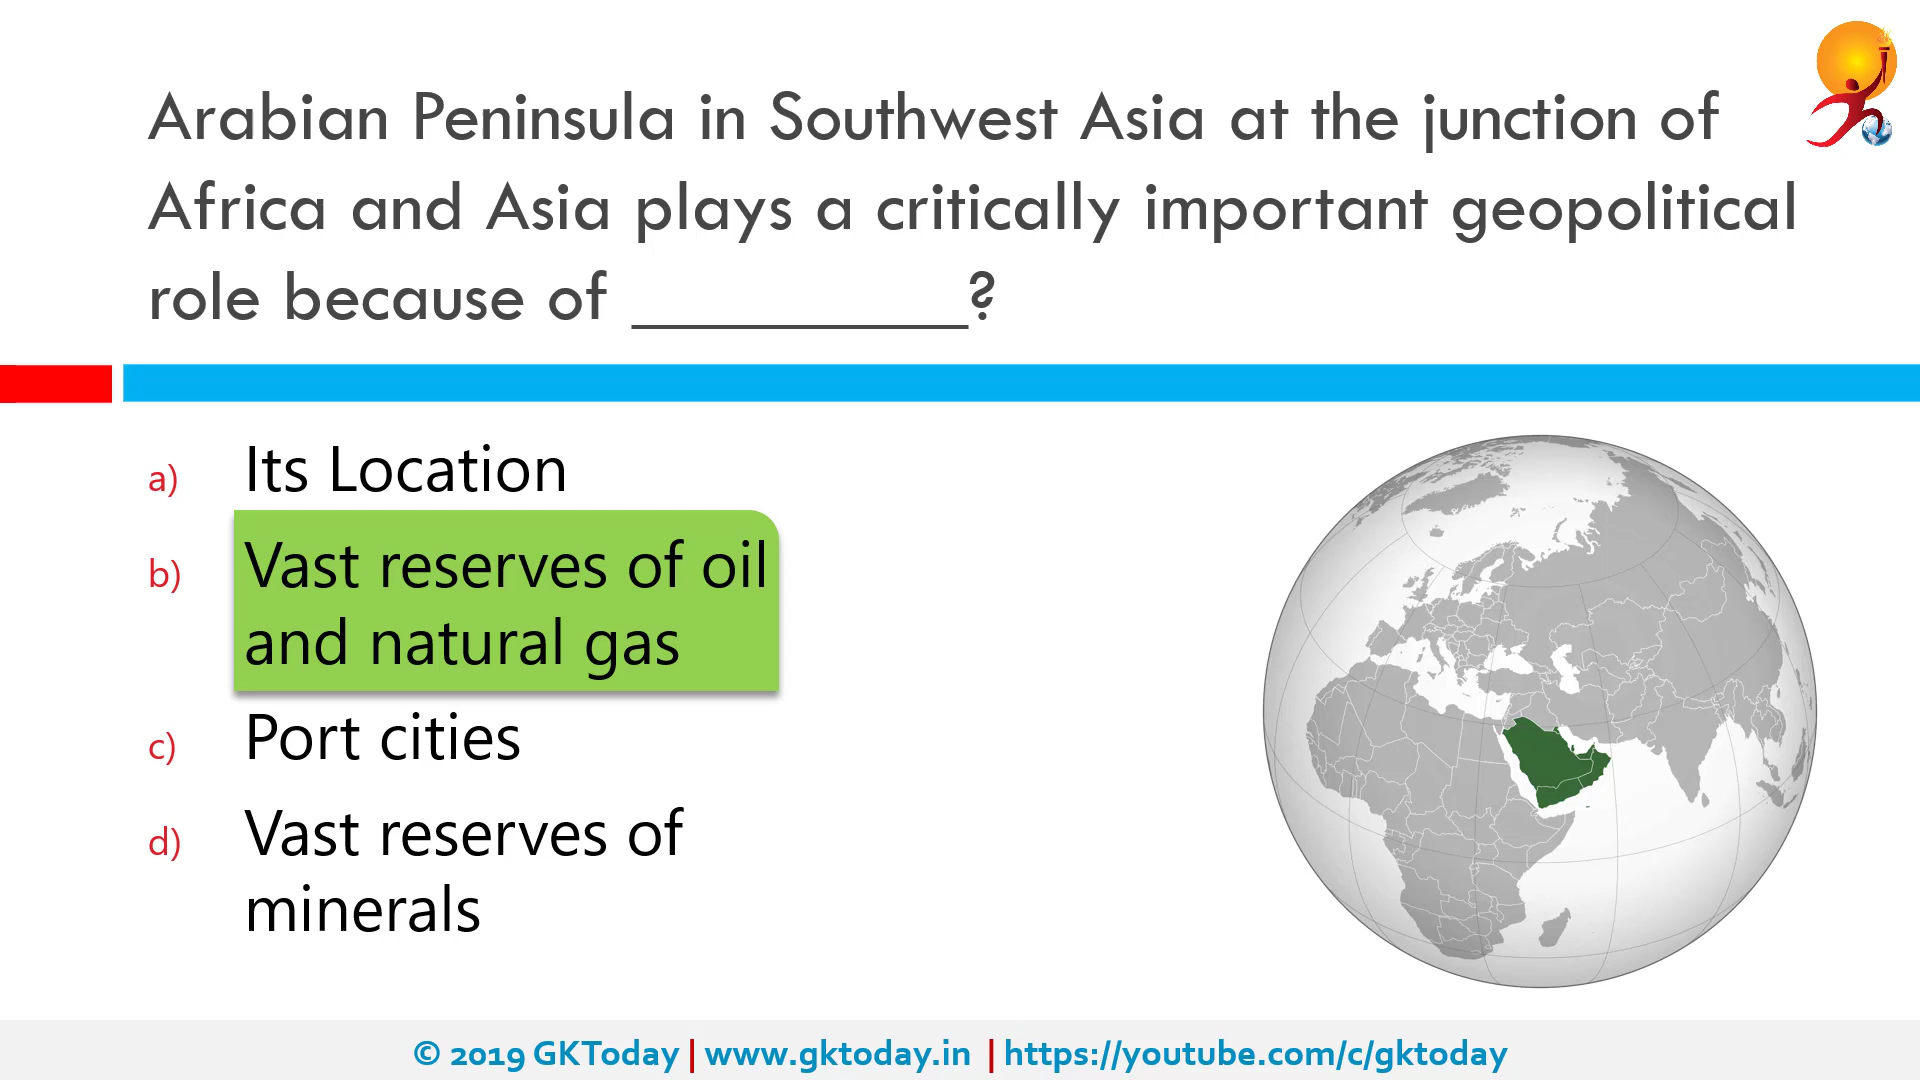 Arabian Peninsula in Southwest Asia at the junction of
Africa and Asia plays a critically important geopolitical
role because of __________?
a) Its Location
b) Vast reserves of oil
and natural gas
c) Port cities
d) Vast reserves of
minerals
© 2019 GKToday | www.gktoday.in | https://youtube.com/c/gktoday